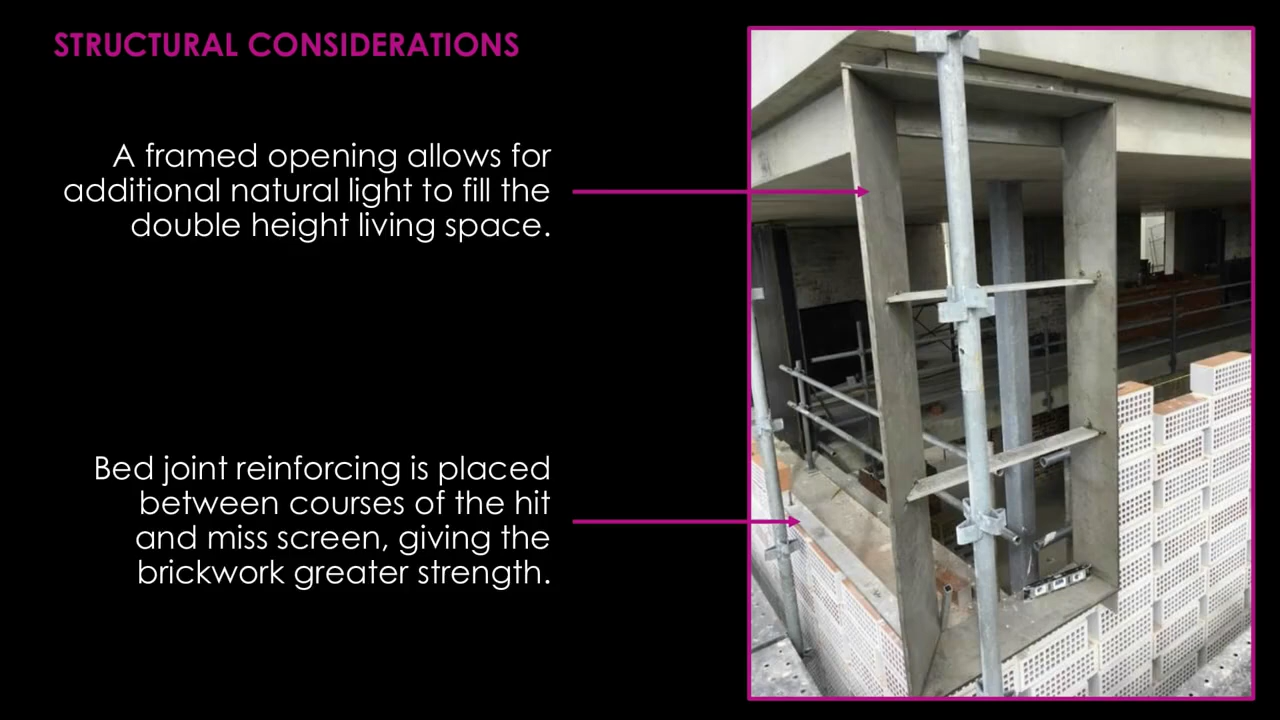 STRUCTURAL CONSIDERATIONS
A framed opening allows for
additional natural light to fill the
double height living space.
Bed joint reinforcing is placed
between courses of the hit
and miss screen, giving the
brickwork greater strength.